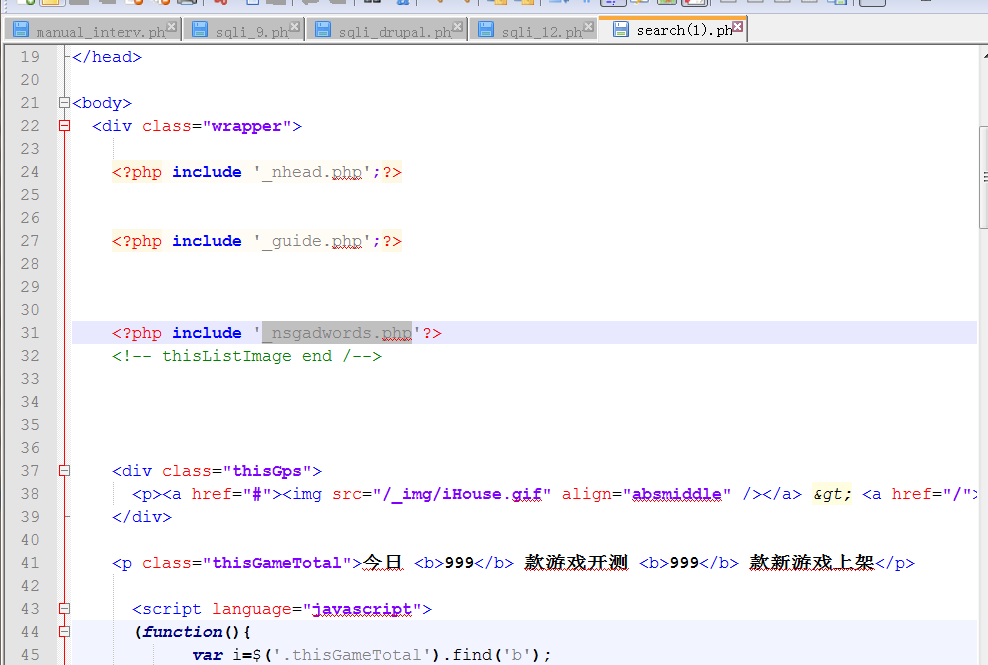 manual_interv.ph sqli_9.ph sqli_drupal.ph sqli_12.ph search(1).ph
19 </head>
20
21 <body>
22 <div class="wrapper">
23
24 <?php include '_nhead.php';?>
25
26
27 <?php include '_guide.php';?>
28
29
30
31 <?php include '_nsgadwords.php'?>
32 <!-- thisListImage end /-->
33
34
35
36
37 <div class="thisGps">
38 <p><a href="#"><img src="/_img/iHouse.gif" align="absmiddle" /></a> &gt; <a href="/">
39 </div>
40
41 <p class="thisGameTotal">今日 <b>999</b> 款游戏开测 <b>999</b> 款新游戏上架</p>
42
43 <script language="javascript">
44 (function(){
45 var i=$('.thisGameTotal').find('b');